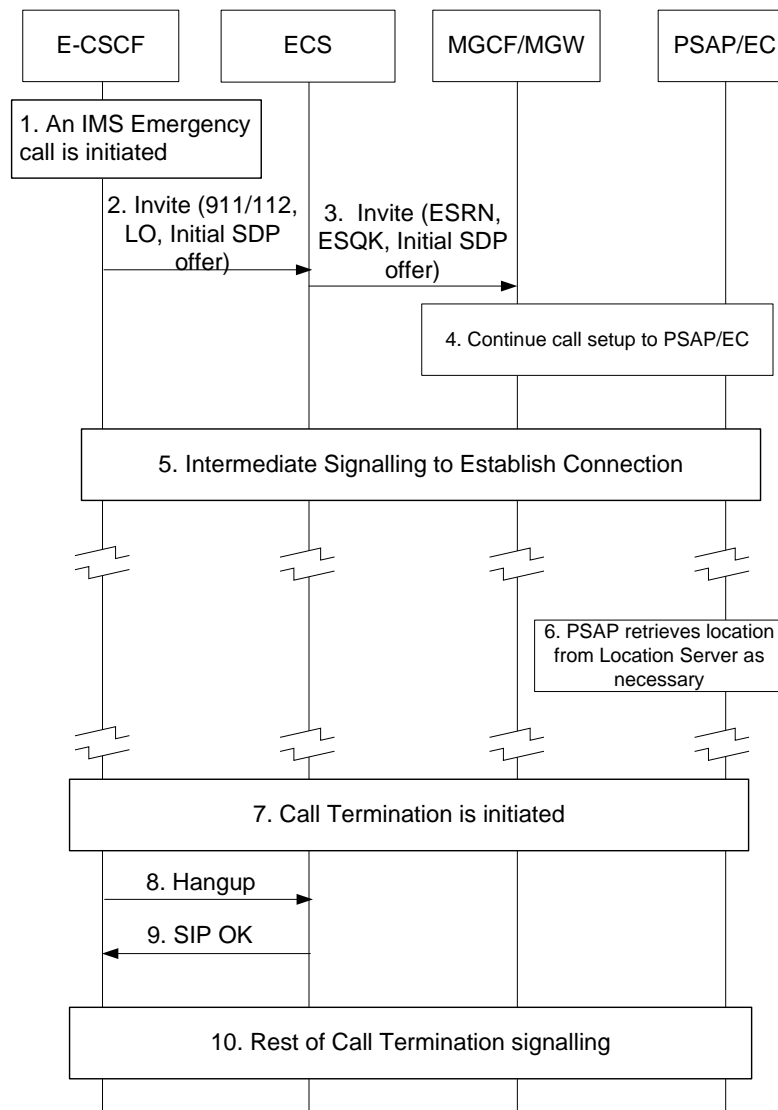 E-CSCF
ECS
MGCF/MGW
PSAP/EC
1. An IMS Emergency
call is initiated
2. Invite (911/112,
LO, Initial SDP
offer)
3.  Invite (ESRN,
ESQK, Initial SDP
offer)
4. Continue call setup to PSAP/EC
5. Intermediate Signalling to Establish Connection
6. PSAP retrieves location
from Location Server as
necessary
7. Call Termination is initiated
8. Hangup
9. SIP OK
10. Rest of Call Termination signalling